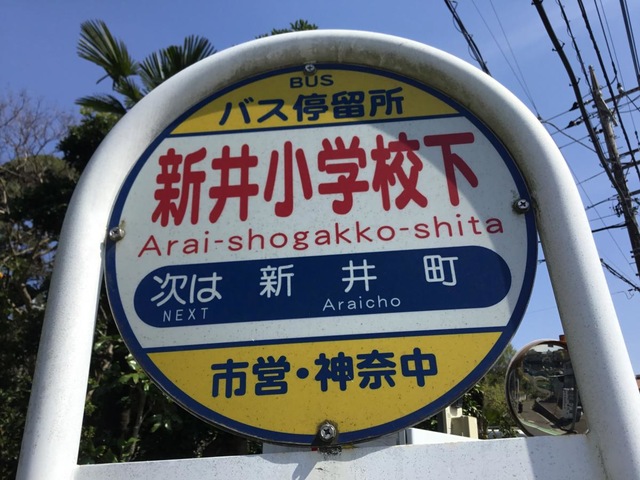 BUS
バス停留所
新井小学校下
Arai-shogakko-shita
次は 新井町
NEXT Araicho
市営・神奈中